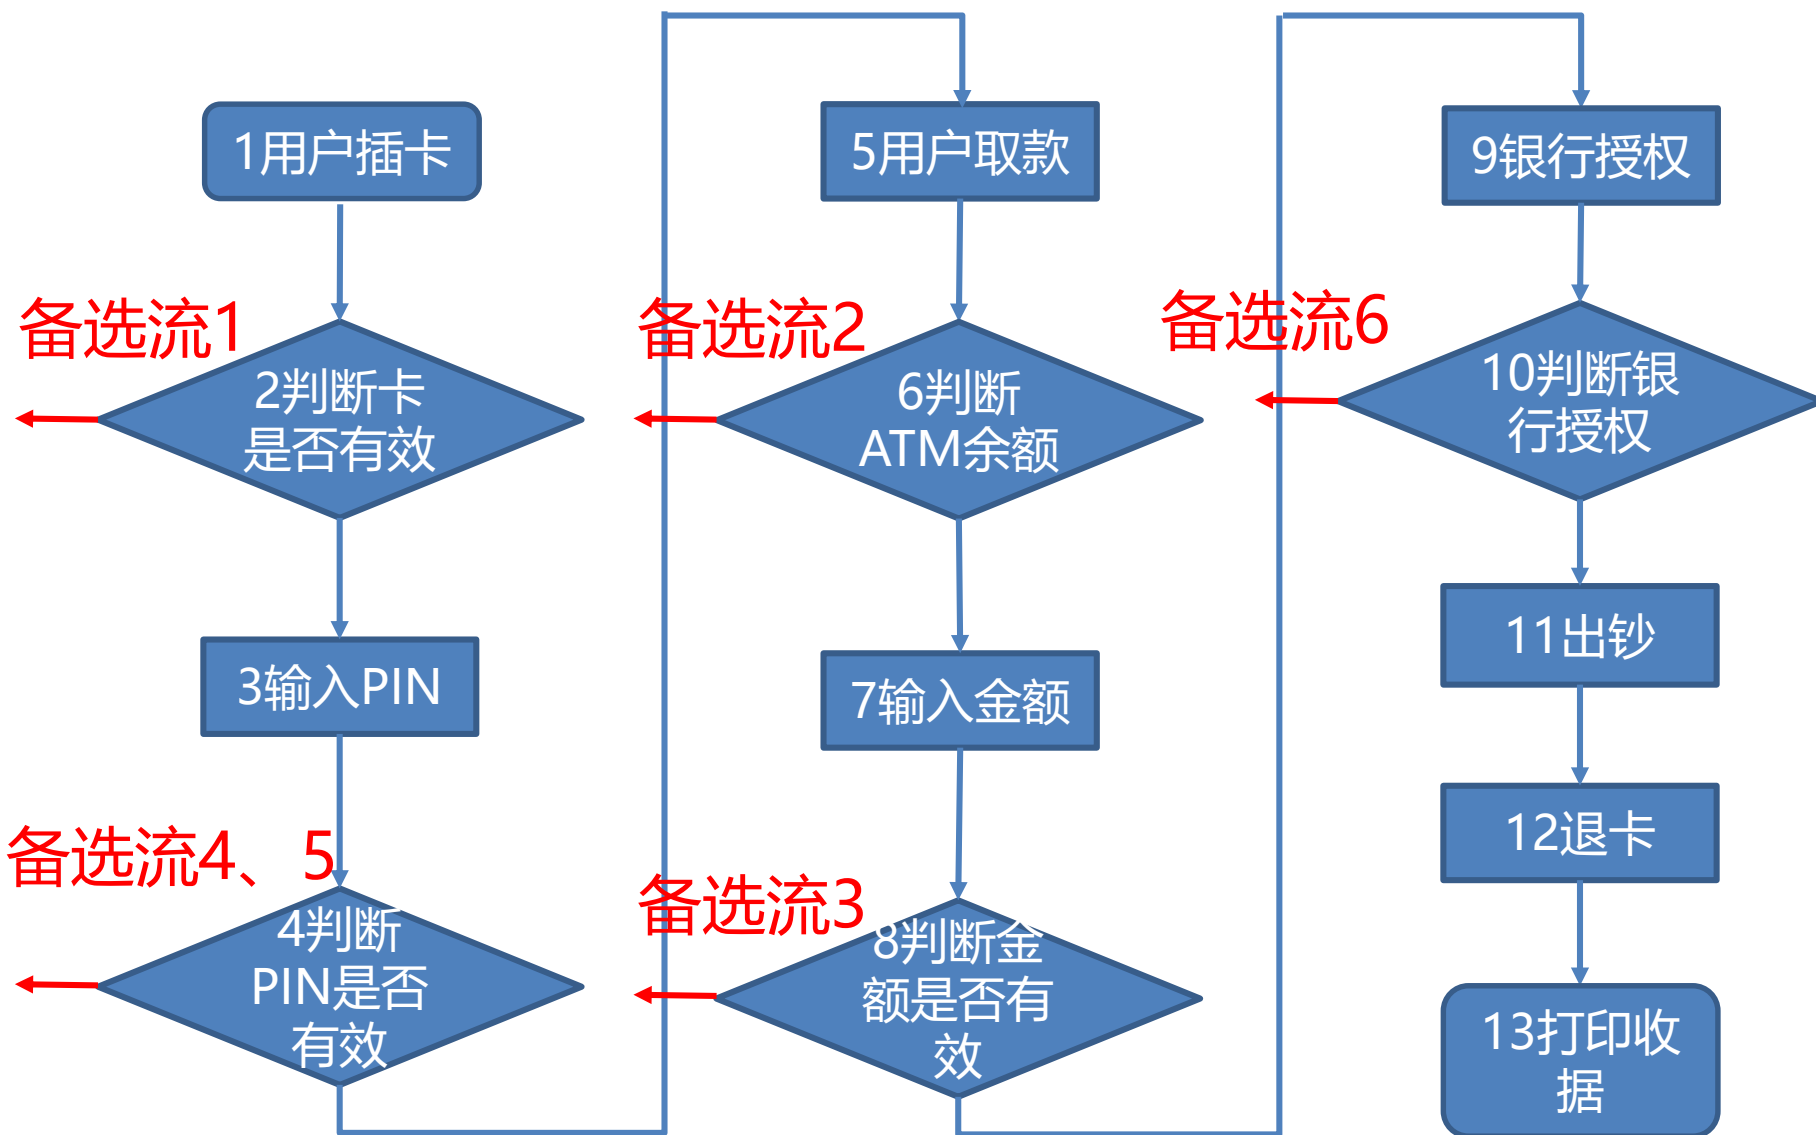 1用户插卡
备选流1
2判断卡
是否有效
3输入PIN
备选流4、5
4判断
PIN是否
有效
5用户取款
备选流2
6判断
ATM余额
7输入金额
备选流3
8判断金
额是否有
效
9银行授权
备选流6
10判断银
行授权
11出钞
12退卡
13打印收
据